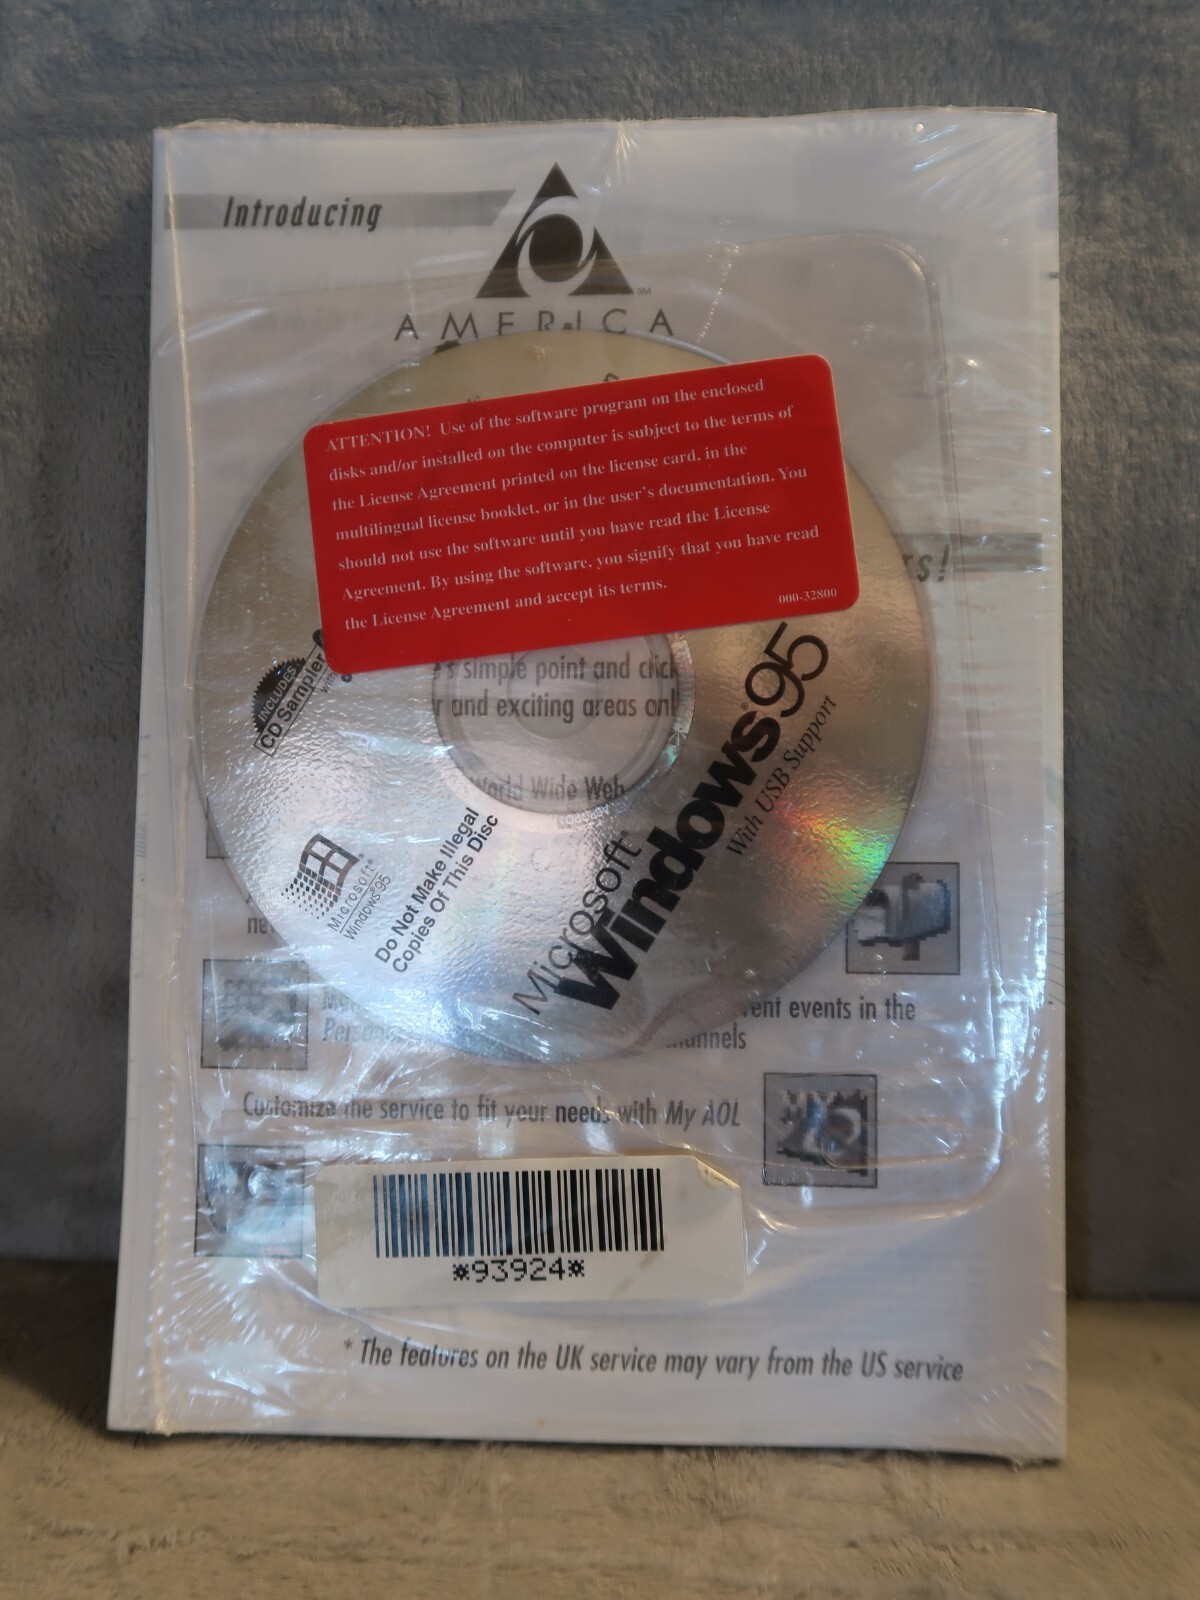 Introducing
SM
AMERICA
ATTENTION! Use of the software program on the enclosed
disks and/or installed on the computer is subject to the terms of
the License Agreement printed on the license card, in the
multilingual license booklet, or in the user's documentation. You
should not use the software until you have read the License
Agreement. By using the software, you signify that you have read
the License Agreement and accept its terms.
000-32800
rs!
simple point and click
and exciting areas onl
World Wide Web
INCLUDES
CD Sampler
Microsoft
Windows 95
Do Not Make Illegal
Copies Of This Disc
Microsoft
Windows 95
With USB Support
events in the
Customize the service to fit your needs with My AOL
*93924*
* The features on the UK service may vary from the US service